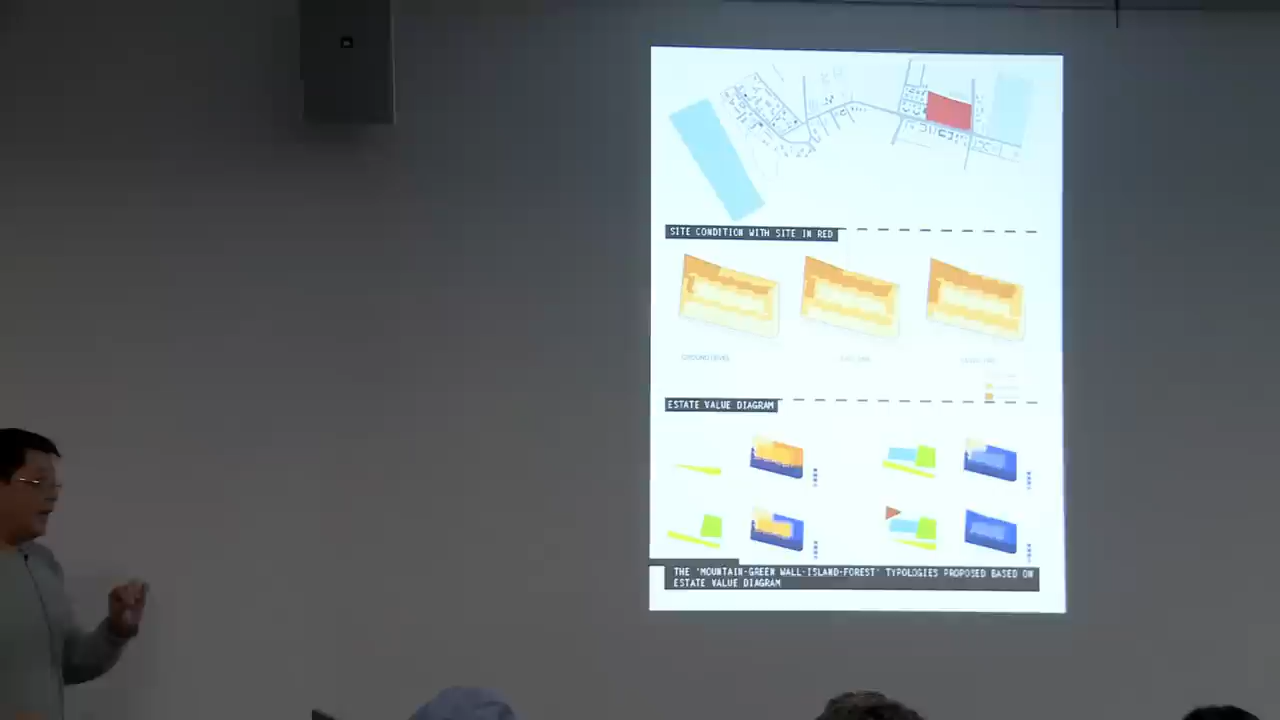 SITE CONDITION WITH SITE IN RED
GROUND LEVEL
ESTATE VALUE DIAGRAM
THE 'MOUNTAIN-GREEN WALL-ISLAND-FOREST' TYPOLOGIES PROPOSED BASED ON
ESTATE VALUE DIAGRAM